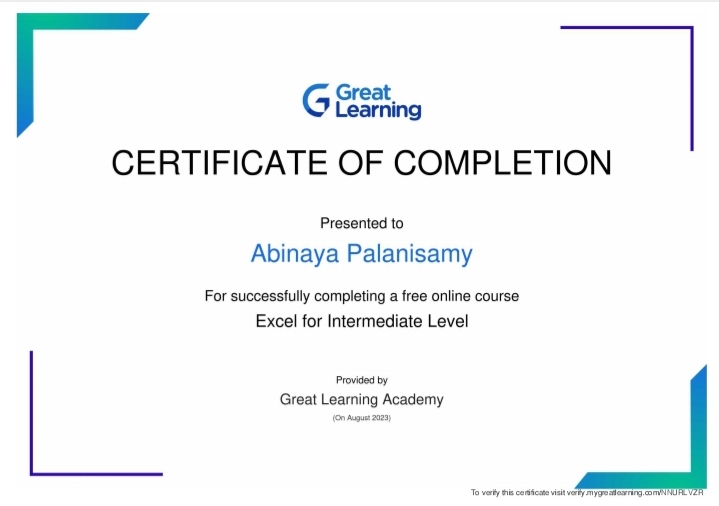 Great
Learning
CERTIFICATE OF COMPLETION
Presented to
Abinaya Palanisamy
For successfully completing a free online course
Excel for Intermediate Level
Provided by
Great Learning Academy
(On August 2023)
To verify this certificate visit verify.mygreatlearning.com/NNURLVZR